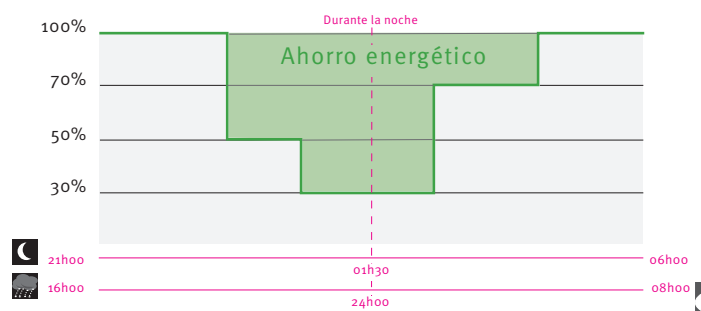 Durante la noche
100%
Ahorro energético
70%
50%
30%
21h00
06h00
01h30
16h00
08h00
24h00